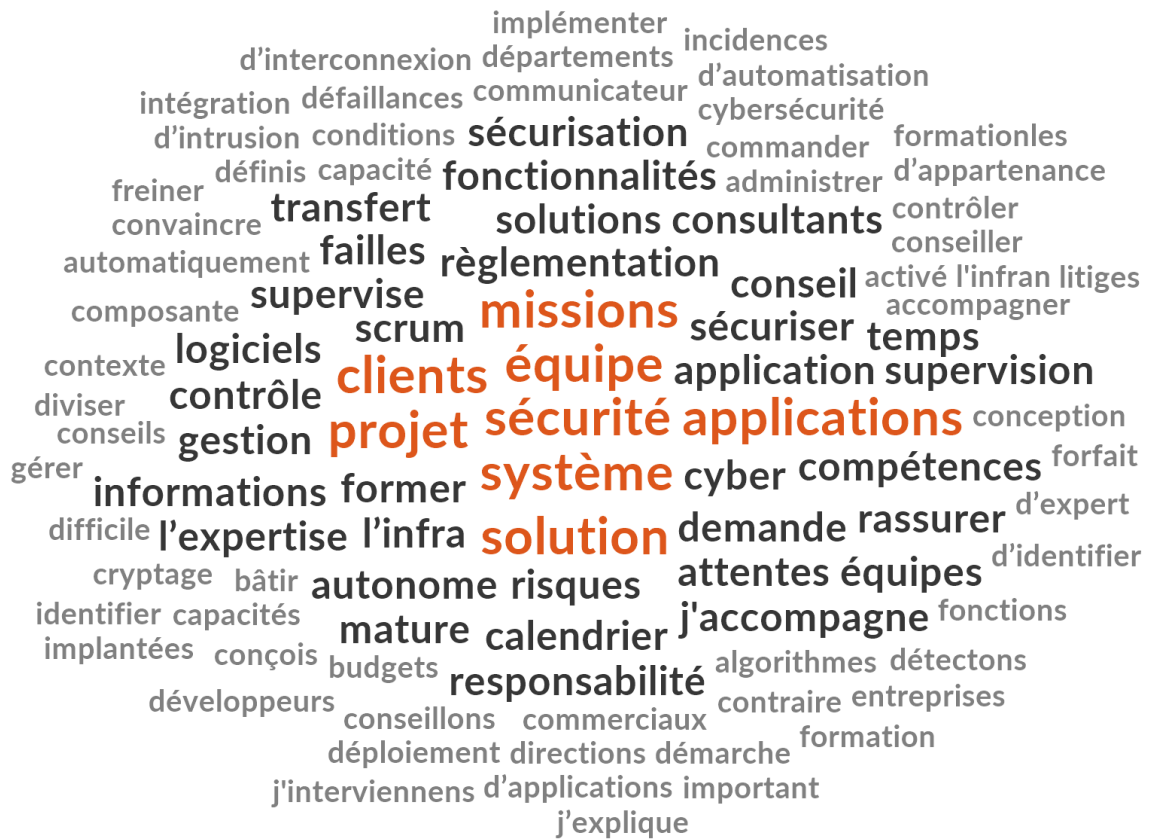 implémenter
incidences
d’interconnexion départements
d’automatisation
intégration défaillances communicateur
cybersécurité
d’intrusion conditions sécurisation
commander formationles
définis capacité fonctionnalités administrer d’appartenance
freiner transfert
convaincre solutions consultants contrôler
conseiller
automatiquement failles règlementation
conseil activé l'infran litiges
composante supervise missions accompagner
scrum sécuriser temps
logiciels
contexte clients équipe application supervision
contrôle
diviser projet sécurité applications conception
conseils gestion
gérer système cyber compétences forfait
informations former
d’expert
difficile l’expertise l’infra solution demande rassurer
d’identifier
cryptage bâtir autonome risques attentes équipes
identifier capacités j'accompagne fonctions
mature calendrier
implantées conçois budgets algorithmes détectons
responsabilité
développeurs contraire entreprises
conseillons commerciaux
formation
déploiement directions démarche
j'interviennens d’applications important
j’explique